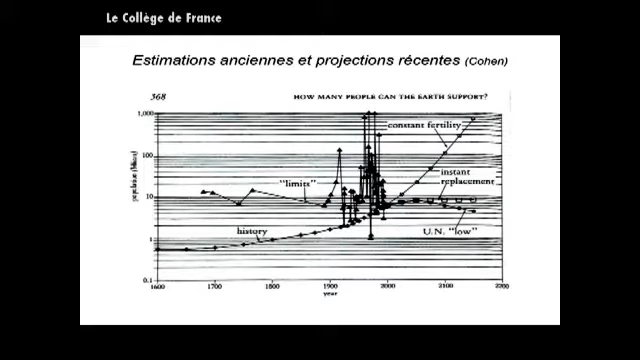 Le Collège de France
Estimations anciennes et projections récentes (Cohen)
368
HOW MANY PEOPLE CAN THE EARTH SUPPORT?
1,000
constant fertility
100
instant
replacement
"limits"
10
history
U.N. "low"
1
0.1
1600
1700
1800
1900
2000
2100
2200
year